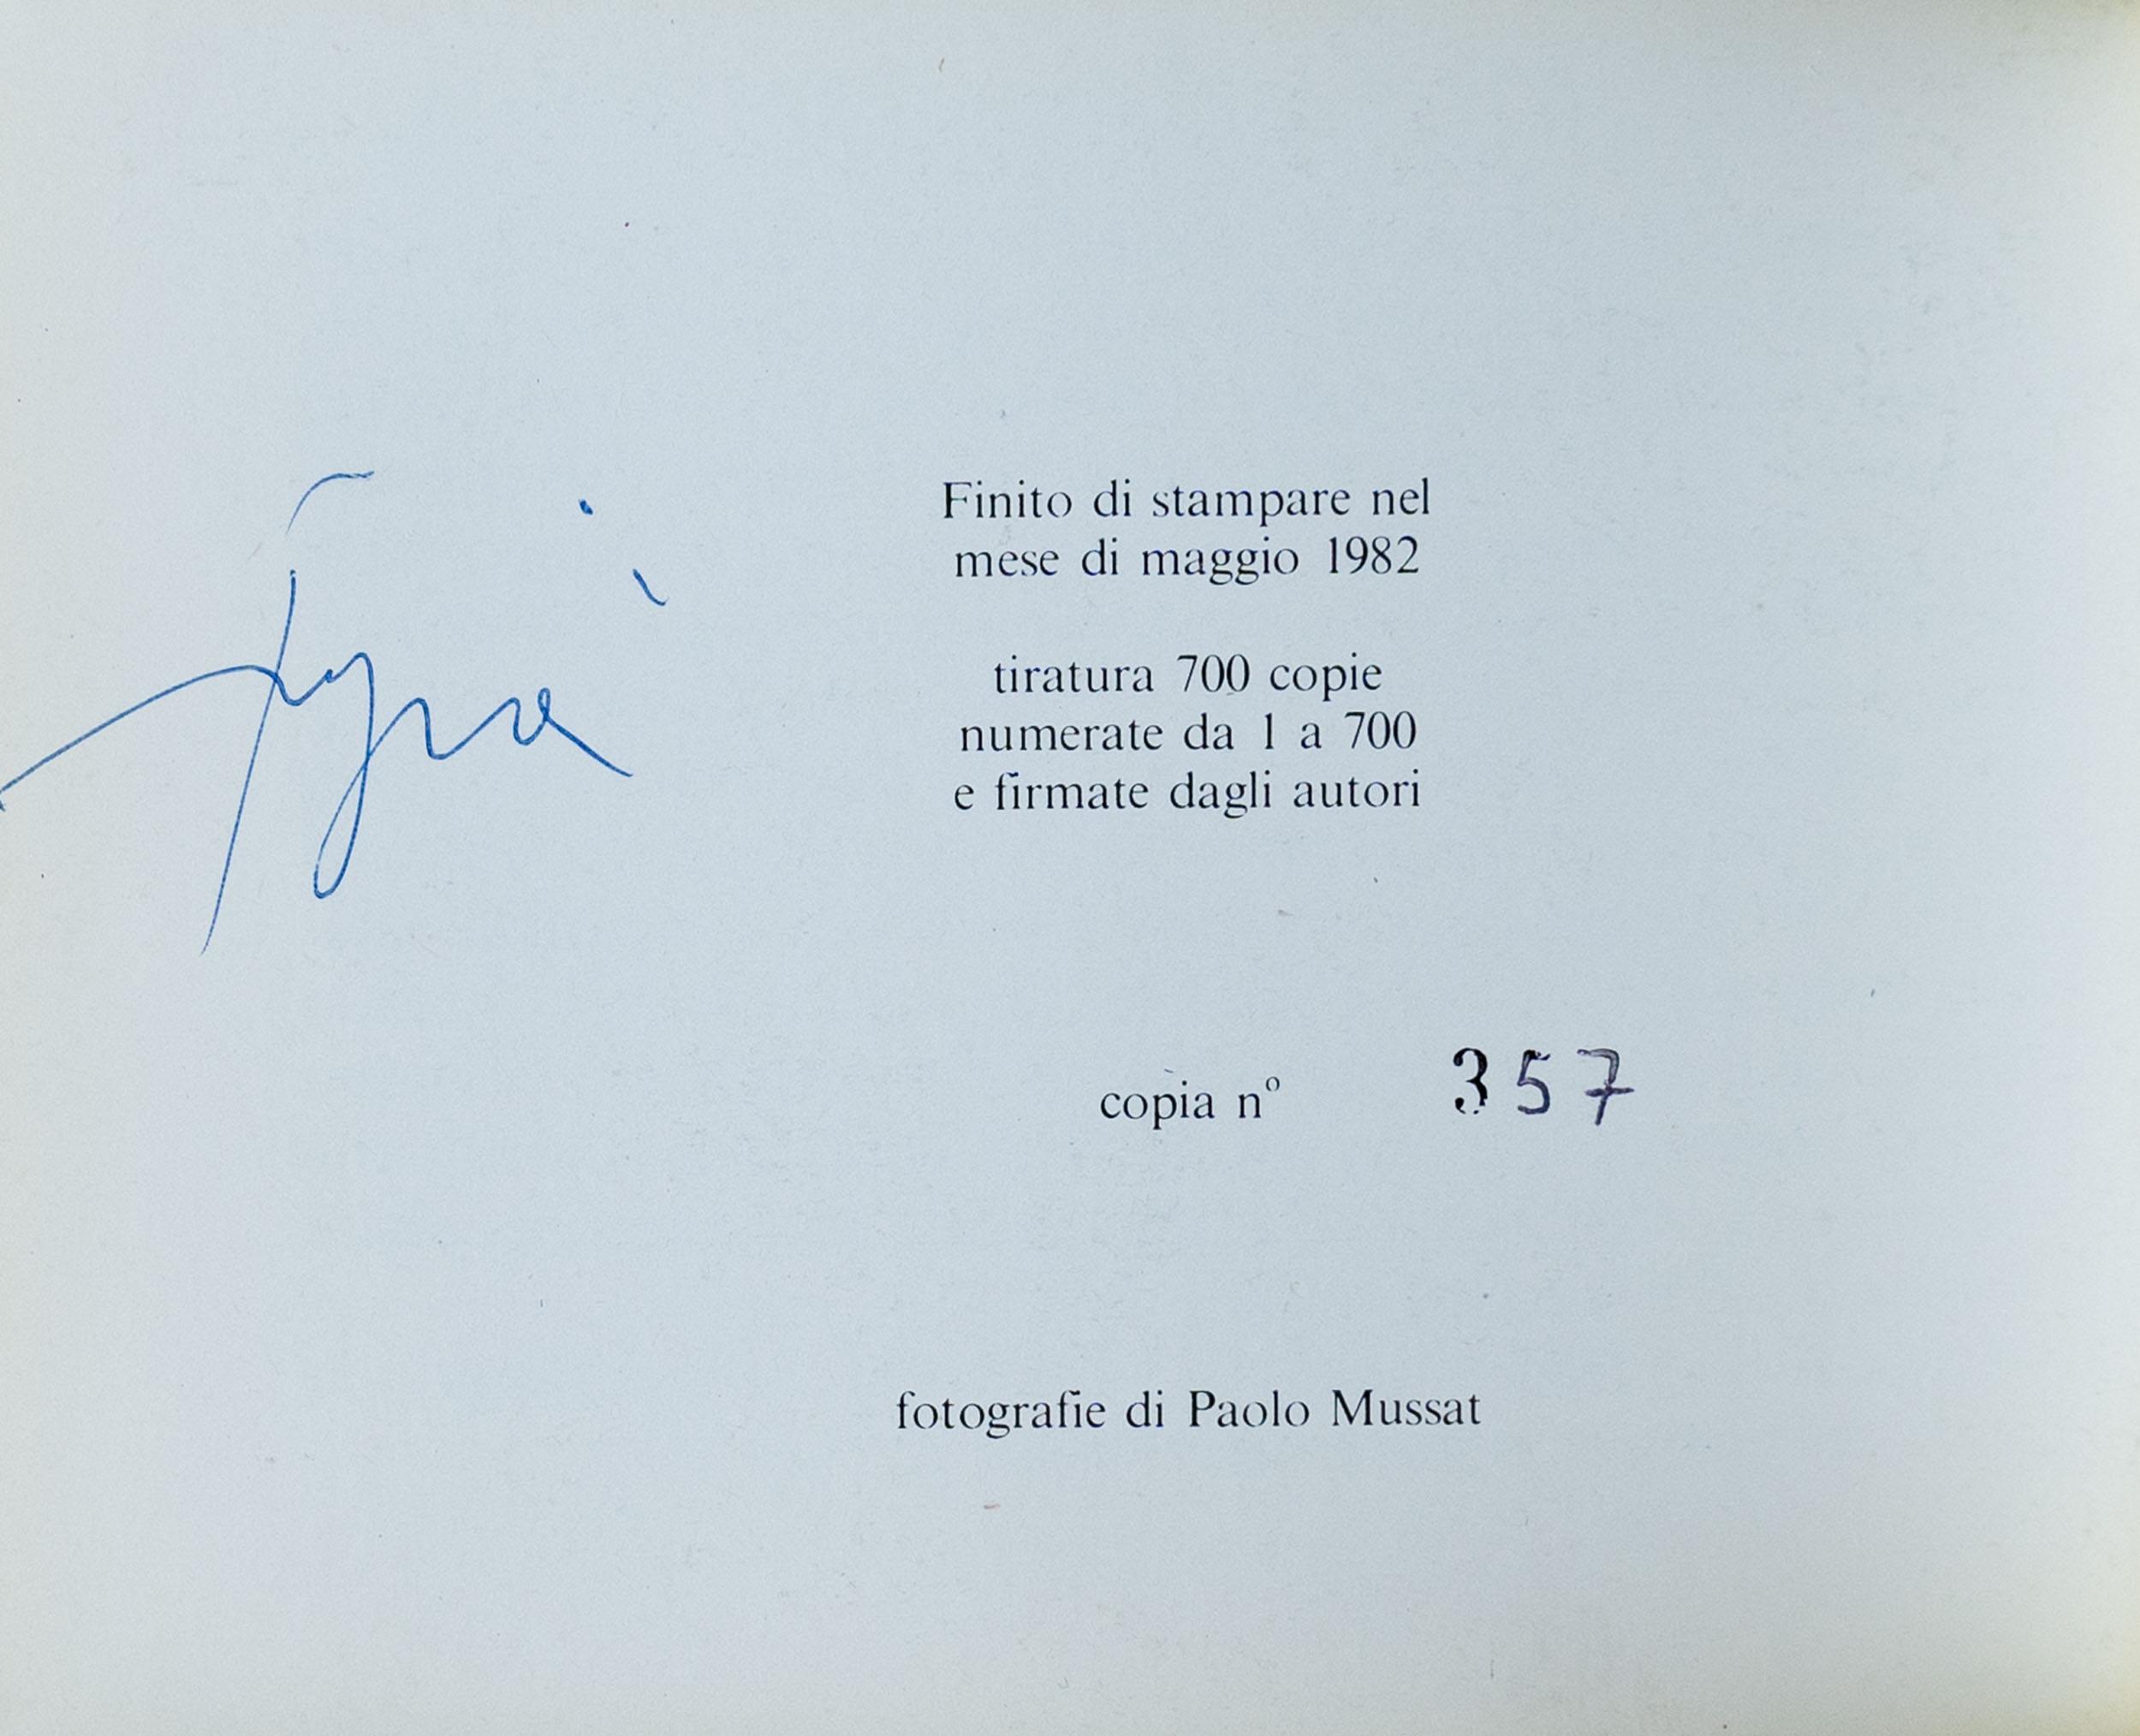 Finito di stampare nel
mese di maggio 1982
tiratura 700 copie
numerate da 1 a 700
e firmate dagli autori
copia nº 357
fotografie di Paolo Mussat